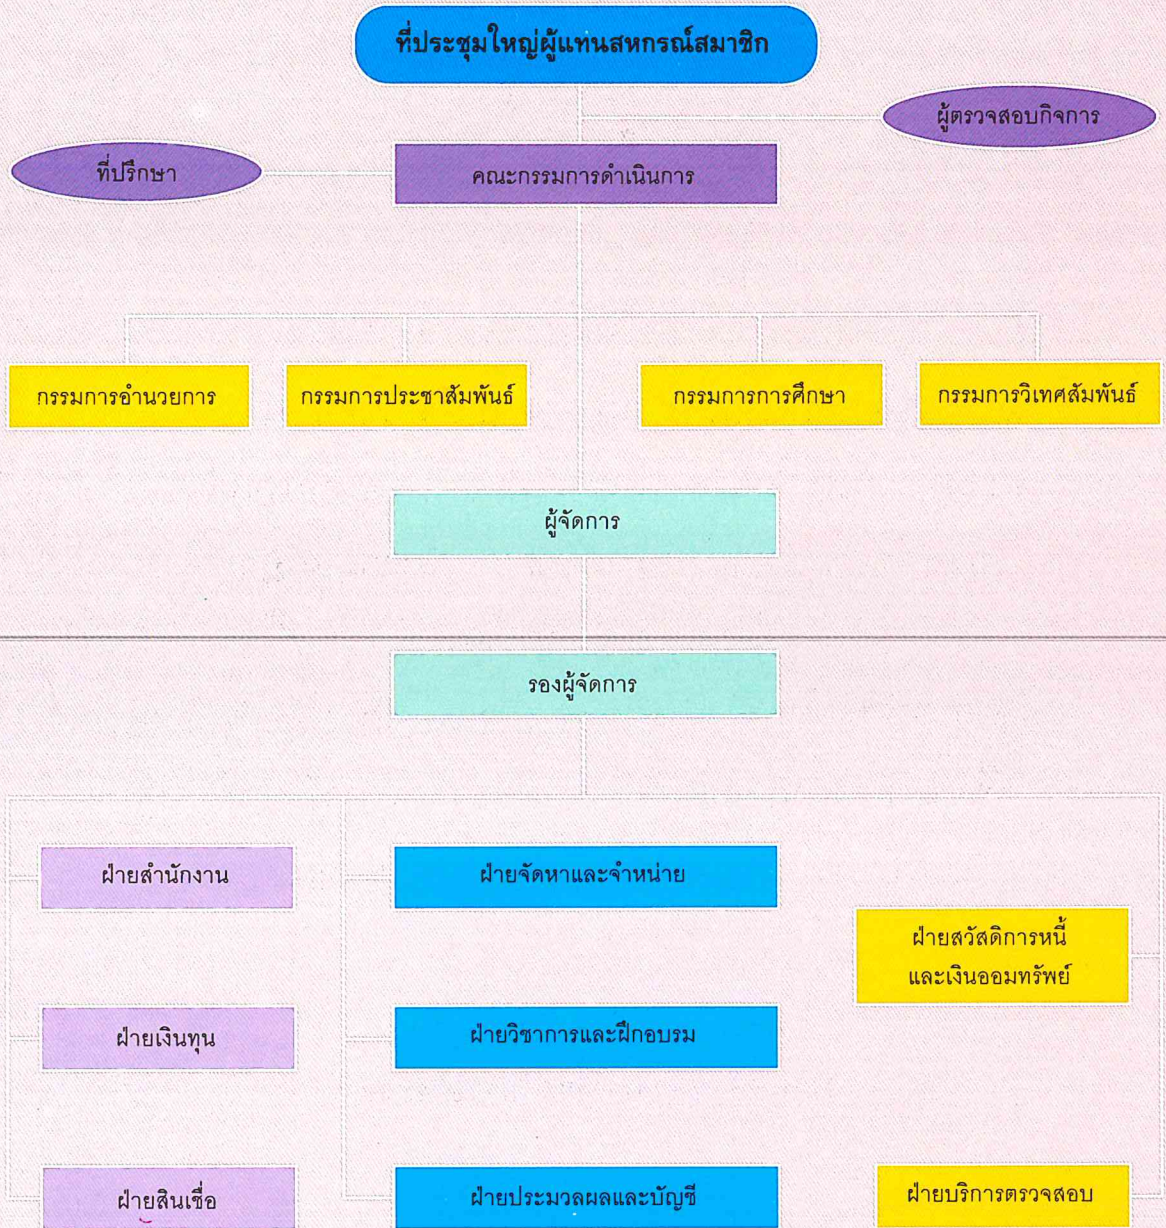 ที่ประชุมใหญ่ผู้แทนสหกรณ์สมาชิก
ผู้ตรวจสอบกิจการ
ที่ปรึกษา
คณะกรรมการดำเนินการ
กรรมการอำนวยการ
กรรมการประชาสัมพันธ์
กรรมการการศึกษา
กรรมการวิเทศสัมพันธ์
ผู้จัดการ
รองผู้จัดการ
ฝ่ายสำนักงาน
ฝ่ายจัดหาและจำหน่าย
ฝ่ายสวัสดิการหนี้
และเงินออมทรัพย์
ฝ่ายเงินทุน
ฝ่ายวิชาการและฝึกอบรม
ฝ่ายสินเชื่อ
ฝ่ายประมวลผลและบัญชี
ฝ่ายบริการตรวจสอบ